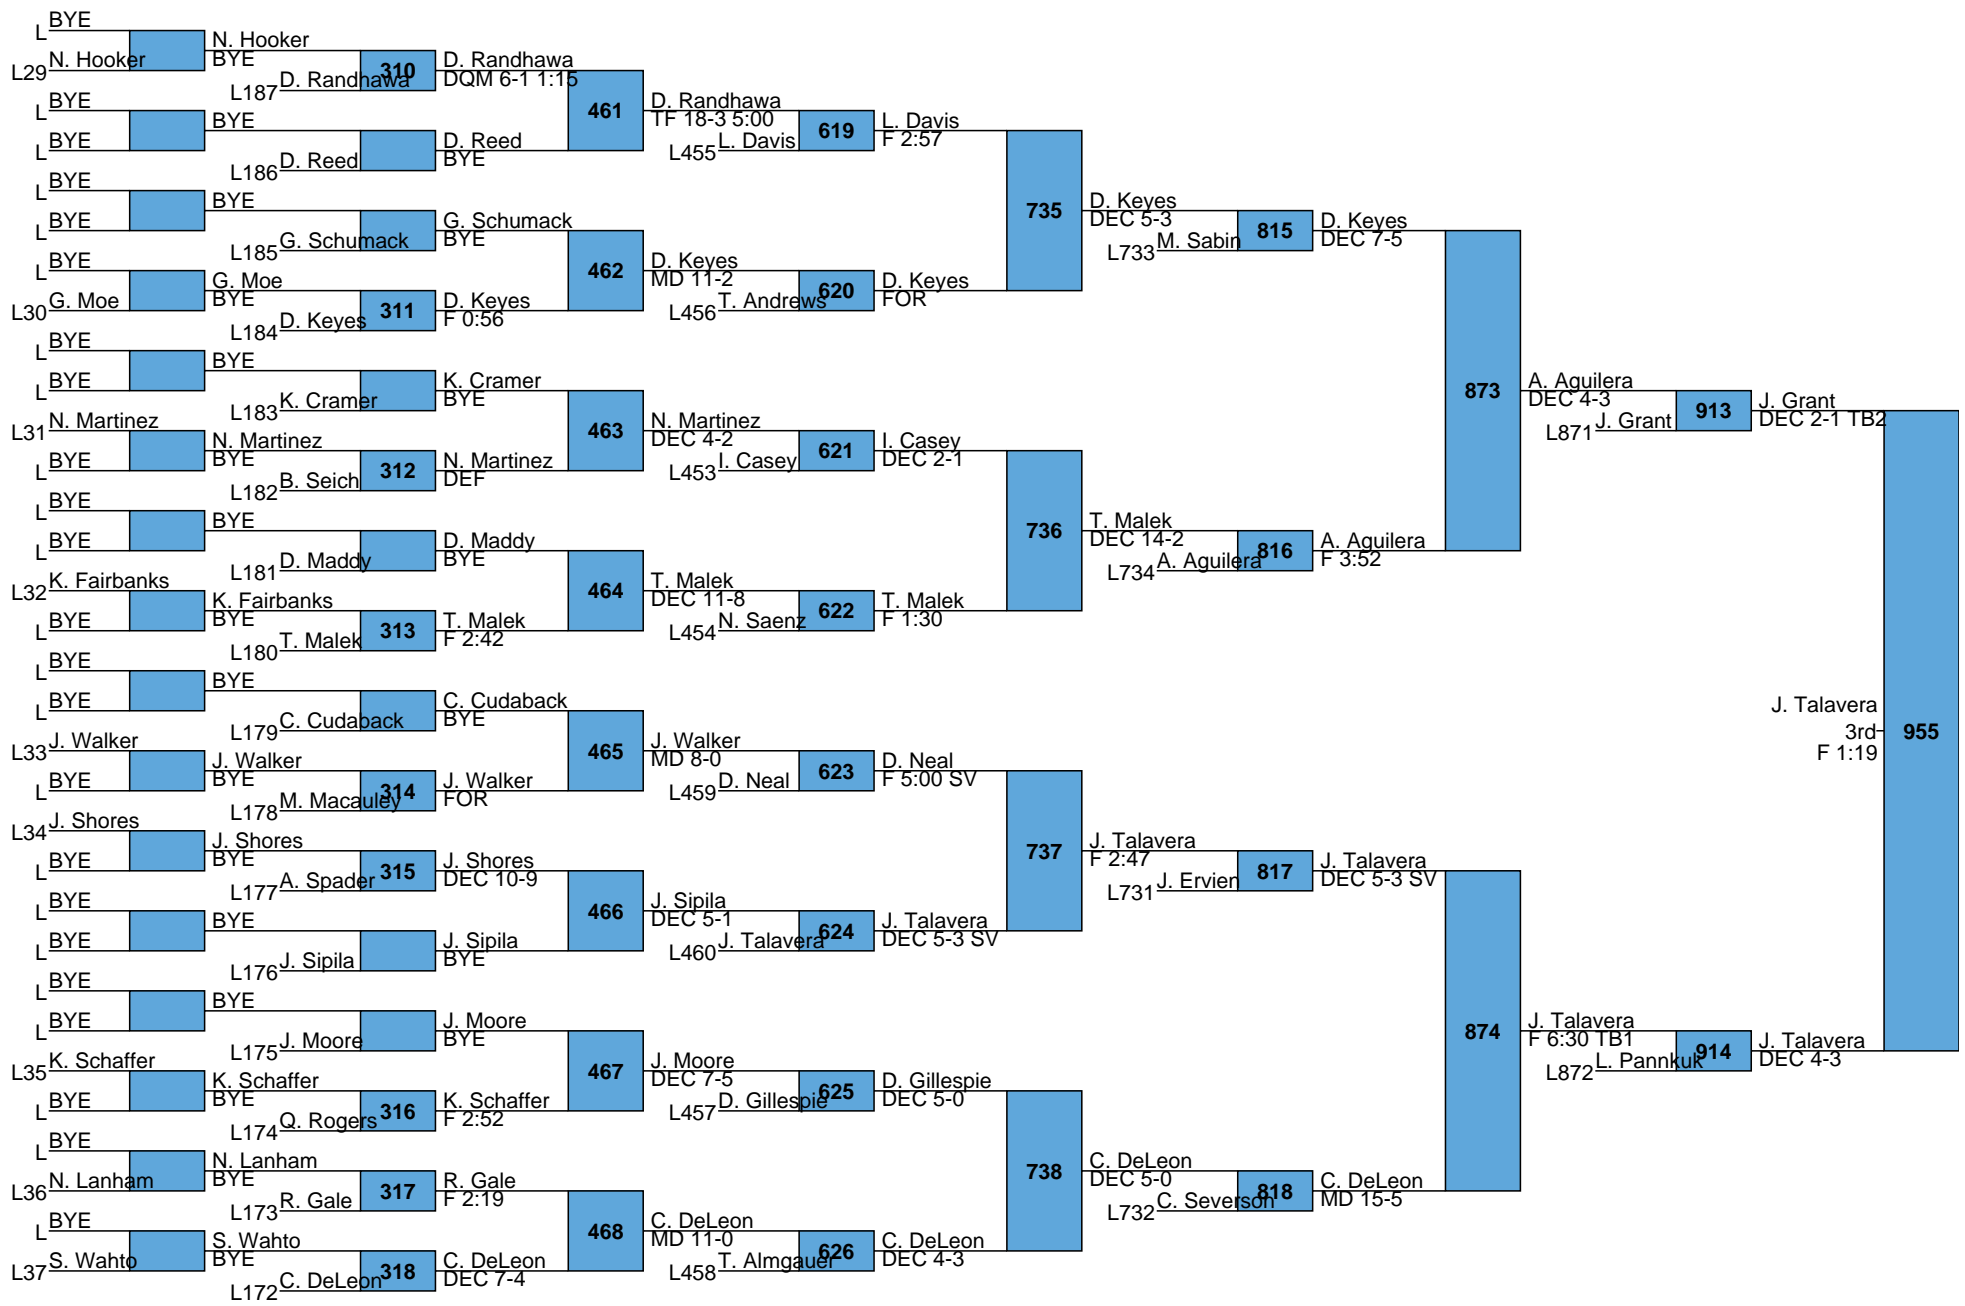 BYE
L
N. Hooker
L29
BYE
L
BYE
L
BYE
L
BYE
L
BYE
L
G. Moe
L30
BYE
L
BYE
L
N. Martinez
L31
BYE
L
BYE
L
BYE
L
K. Fairbanks
L32
BYE
L
BYE
L
BYE
L
J. Walker
L33
BYE
L
J. Shores
L34
BYE
L
BYE
L
BYE
L
BYE
L
BYE
L
K. Schaffer
L35
BYE
L
BYE
L
N. Lanham
L36
BYE
L
S. Wahto
L37
N. Hooker
BYE
D. Randhawa
L187
BYE
D. Reed
L186
BYE
G. Schumack
L185
G. Moe
BYE
D. Keyes
L184
BYE
K. Cramer
L183
N. Martinez
BYE
B. Seich
L182
BYE
D. Maddy
L181
K. Fairbanks
BYE
T. Malek
L180
BYE
C. Cudaback
L179
J. Walker
BYE
M. Macauley
L178
J. Shores
BYE
A. Spader
L177
BYE
J. Sipila
L176
BYE
J. Moore
L175
K. Schaffer
BYE
Q. Rogers
L174
N. Lanham
BYE
R. Gale
L173
S. Wahto
BYE
C. DeLeon
L172
310
311
312
313
314
315
316
317
318
D. Randhawa
DQM 6-1 1:15
D. Reed
BYE
G. Schumack
BYE
D. Keyes
F 0:56
K. Cramer
BYE
N. Martinez
DEF
D. Maddy
BYE
T. Malek
F 2:42
C. Cudaback
BYE
J. Walker
FOR
J. Shores
DEC 10-9
J. Sipila
BYE
J. Moore
BYE
K. Schaffer
F 2:52
R. Gale
F 2:19
C. DeLeon
DEC 7-4
461
462
463
464
465
466
467
468
D. Randhawa
TF 18-3 5:00
L. Davis
L455
D. Keyes
MD 11-2
T. Andrews
L456
N. Martinez
DEC 4-2
I. Casey
L453
T. Malek
DEC 11-8
N. Saenz
L454
J. Walker
MD 8-0
D. Neal
L459
J. Sipila
DEC 5-1
J. Talavera
L460
J. Moore
DEC 7-5
D. Gillespie
L457
C. DeLeon
MD 11-0
T. Almgauer
L458
619
620
621
622
623
624
625
626
L. Davis
F 2:57
D. Keyes
FOR
I. Casey
DEC 2-1
T. Malek
F 1:30
D. Neal
F 5:00 SV
J. Talavera
DEC 5-3 SV
D. Gillespie
DEC 5-0
C. DeLeon
DEC 4-3
735
736
737
738
D. Keyes
DEC 5-3
M. Sabin
L733
T. Malek
DEC 14-2
A. Aguilera
L734
J. Talavera
F 2:47
J. Ervien
L731
C. DeLeon
DEC 5-0
C. Severson
L732
815
816
817
818
D. Keyes
DEC 7-5
A. Aguilera
F 3:52
J. Talavera
DEC 5-3 SV
C. DeLeon
MD 15-5
873
874
A. Aguilera
DEC 4-3
J. Grant
L871
J. Talavera
F 6:30 TB1
L. Pannkuk
L872
913
914
J. Grant
DEC 2-1 TB2
J. Talavera
DEC 4-3
J. Talavera
3rd
F 1:19
955